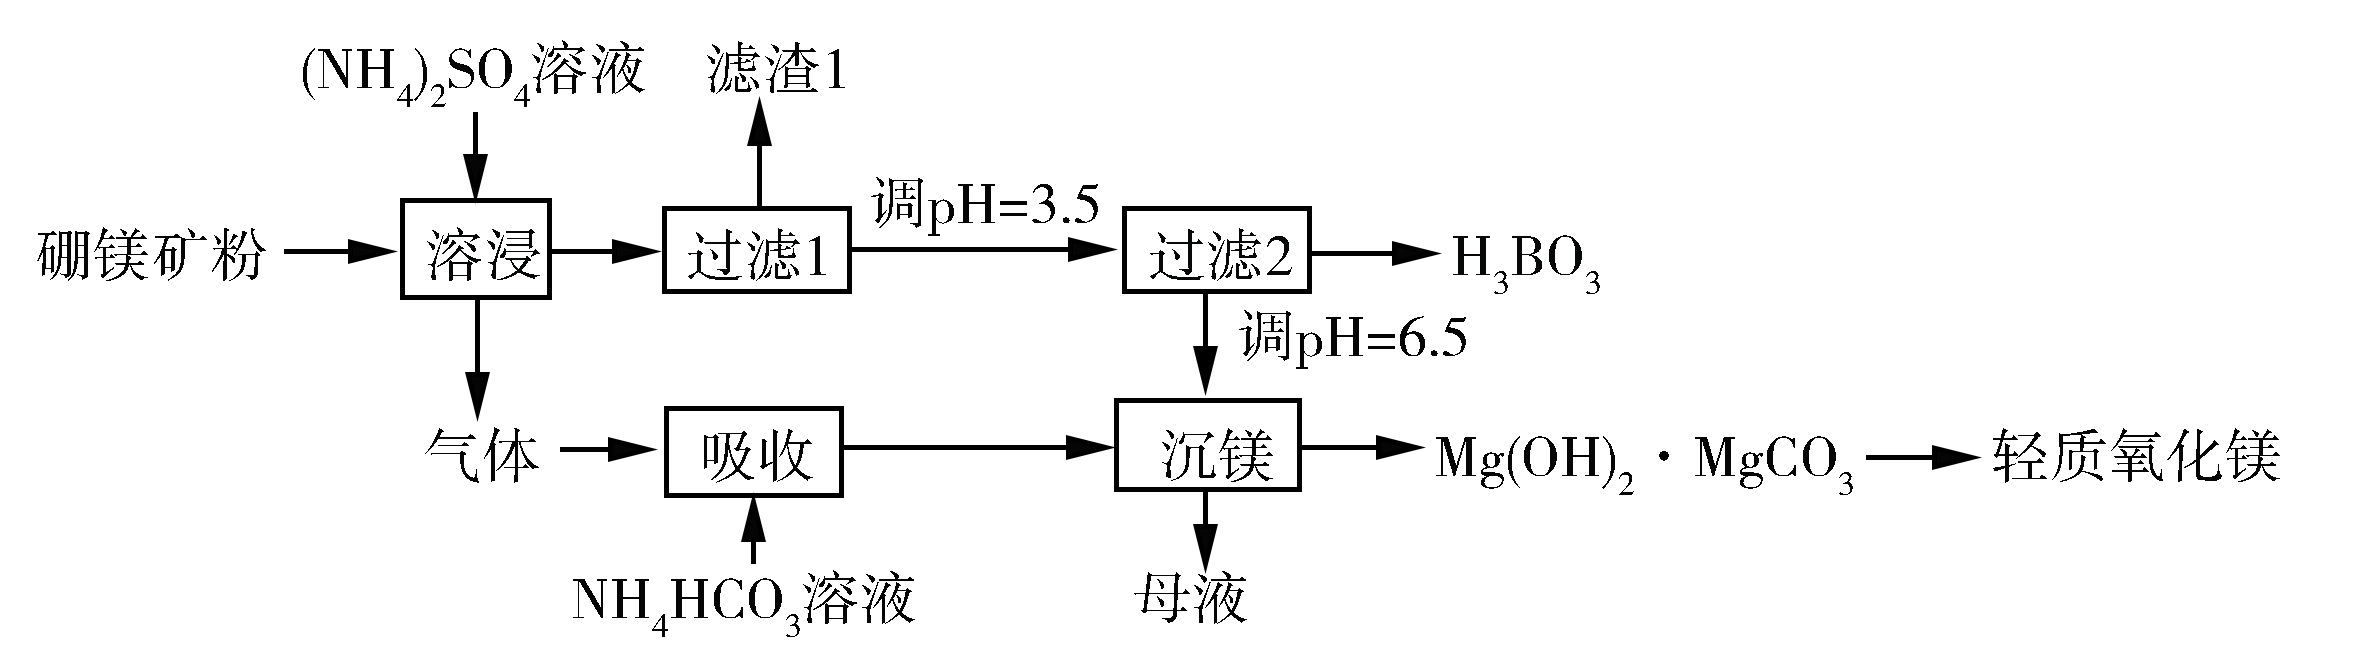 (NH₄)₂SO₄溶液
滤渣1
硼镁矿粉
溶浸
过滤1
调pH=3.5
过滤2
H₃BO₃
调pH=6.5
气体
吸收
沉镁
Mg(OH)₂·MgCO₃
轻质氧化镁
NH₄HCO₃溶液
母液